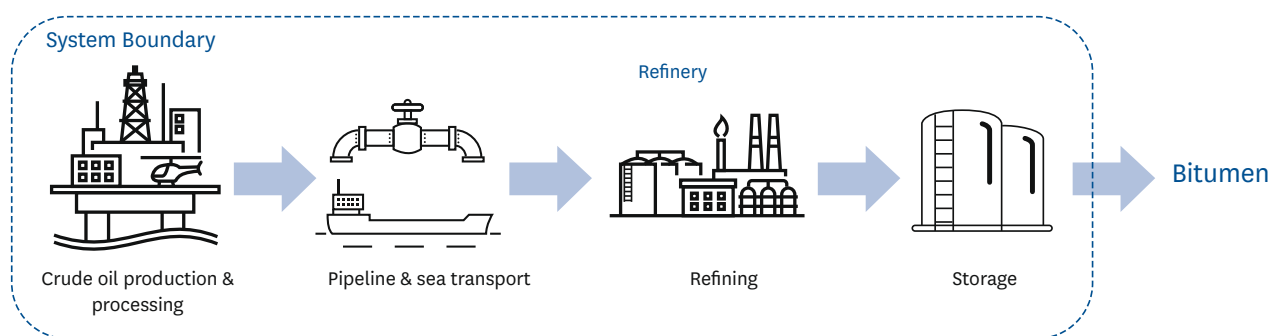 System Boundary
Refinery
Bitumen
Crude oil production &
processing
Pipeline & sea transport
Refining
Storage